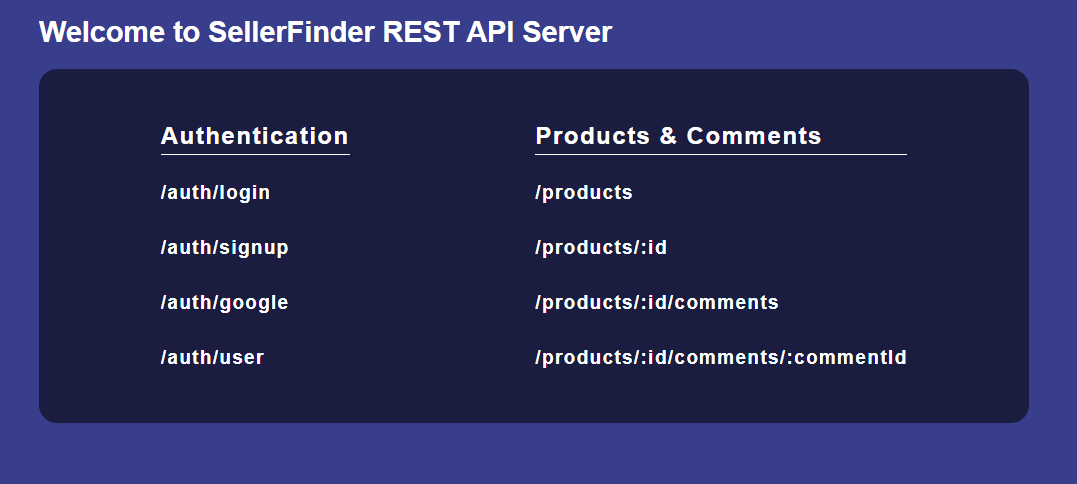 Welcome to SellerFinder REST API Server
Authentication
/auth/login
/auth/signup
/auth/google
/auth/user
Products & Comments
/products
/products/:id
/products/:id/comments
/products/:id/comments/:commentId